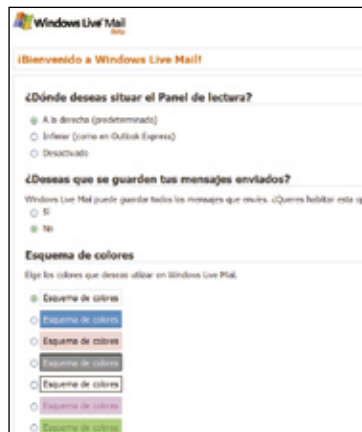 Windows Live Mail
Beta
¡Bienvenido a Windows Live Mail!
¿Dónde deseas situar el Panel de lectura?
A la derecha (predeterminado)
Inferior (como en Outlook Express)
Desactivado
¿Deseas que se guarden tus mensajes enviados?
Windows Live Mail puede guardar todos los mensajes que envíes. ¿Quieres habilitar esta
Sí
No
Esquema de colores
Elige los colores que deseas utilizar en Windows Live Mail.
Esquema de colores
Esquema de colores
Esquema de colores
Esquema de colores
Esquema de colores
Esquema de colores
Esquema de colores